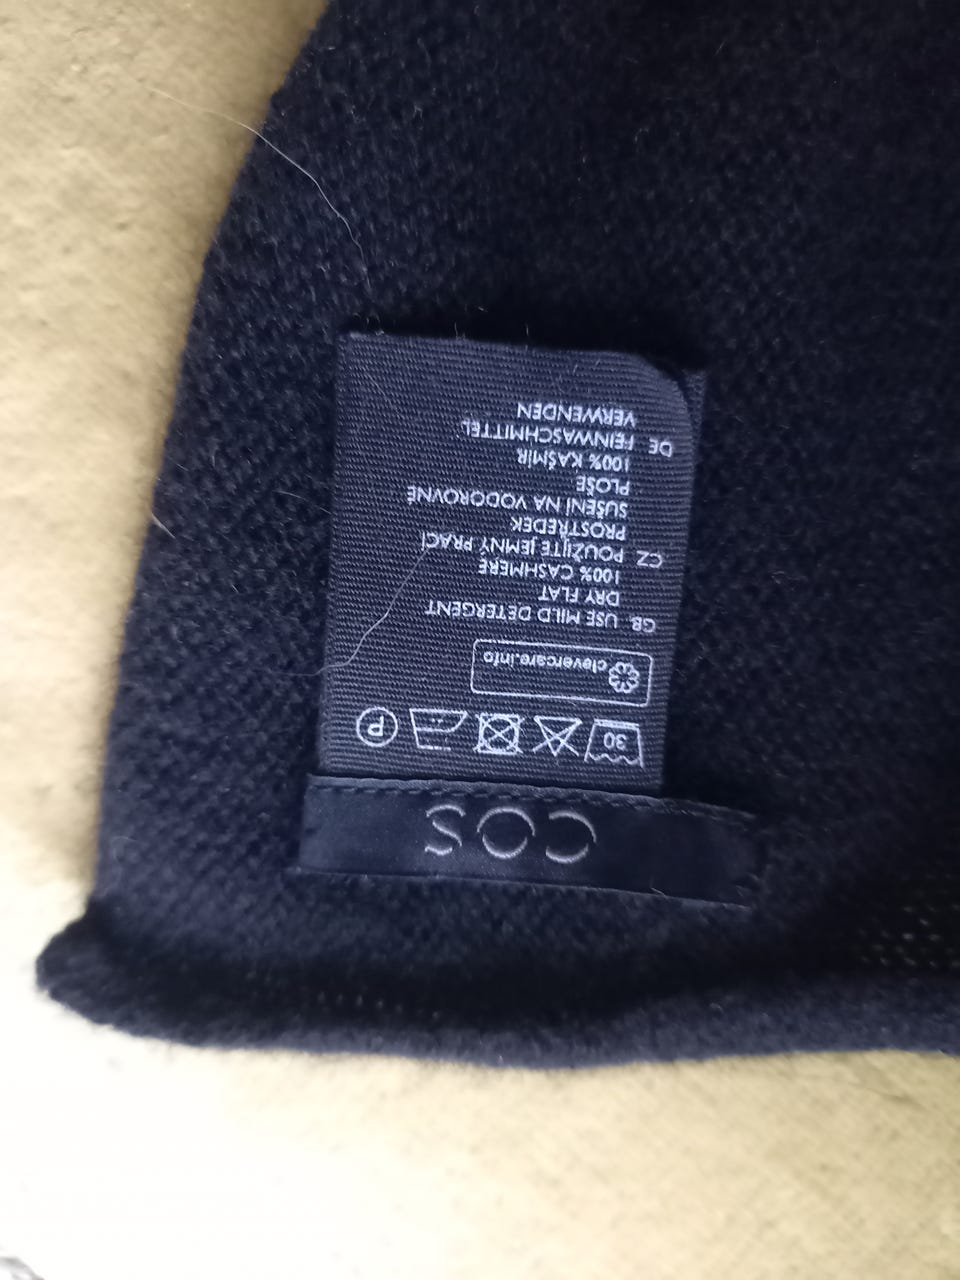 COS
30 P
clevercare.info
GB USE MILD DETERGENT
DRY FLAT
100% CASHMERE
CZ POUŽIJTE JEMNÝ PRACÍ
PROSTŘEDEK
SUŠENÍ NA VODOROVNÉ
PLOŠE
100% KAŠMÍR
DE FEINWASCHMITTEL
VERWENDEN